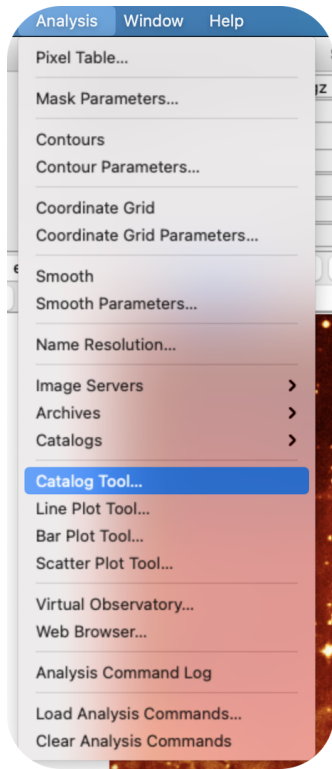 Analysis Window Help
Pixel Table...
gz
Mask Parameters...
Contours
Contour Parameters...
Coordinate Grid
Coordinate Grid Parameters...
Smooth
Smooth Parameters...
Name Resolution...
Image Servers
Archives
Catalogs
Catalog Tool...
Line Plot Tool...
Bar Plot Tool...
Scatter Plot Tool...
Virtual Observatory...
Web Browser...
Analysis Command Log
Load Analysis Commands...
Clear Analysis Commands